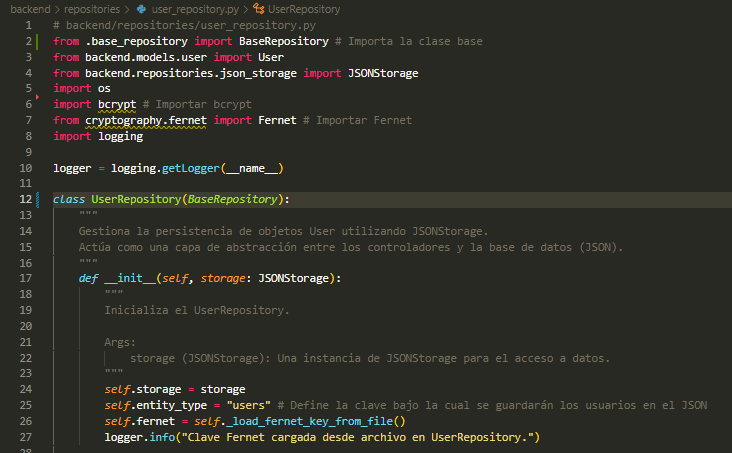 backend > repositories > user_repository.py > UserRepository
1 # backend/repositories/user_repository.py
2 from .base_repository import BaseRepository # Importa la clase base
3 from backend.models.user import User
4 from backend.repositories.json_storage import JSONStorage
5 import os
6 import bcrypt # Importar bcrypt
7 from cryptography.fernet import Fernet # Importar Fernet
8 import logging
9
10 logger = logging.getLogger(__name__)
11
12 class UserRepository(BaseRepository):
13     """
14     Gestiona la persistencia de objetos User utilizando JSONStorage.
15     Actúa como una capa de abstracción entre los controladores y la base de datos (JSON).
16     """
17     def __init__(self, storage: JSONStorage):
18         """
19         Inicializa el UserRepository.
20
21         Args:
22             storage (JSONStorage): Una instancia de JSONStorage para el acceso a datos.
23         """
24         self.storage = storage
25         self.entity_type = "users" # Define la clave bajo la cual se guardarán los usuarios en el JSON
26         self.fernet = self._load_fernet_key_from_file()
27         logger.info("Clave Fernet cargada desde archivo en UserRepository.")
28